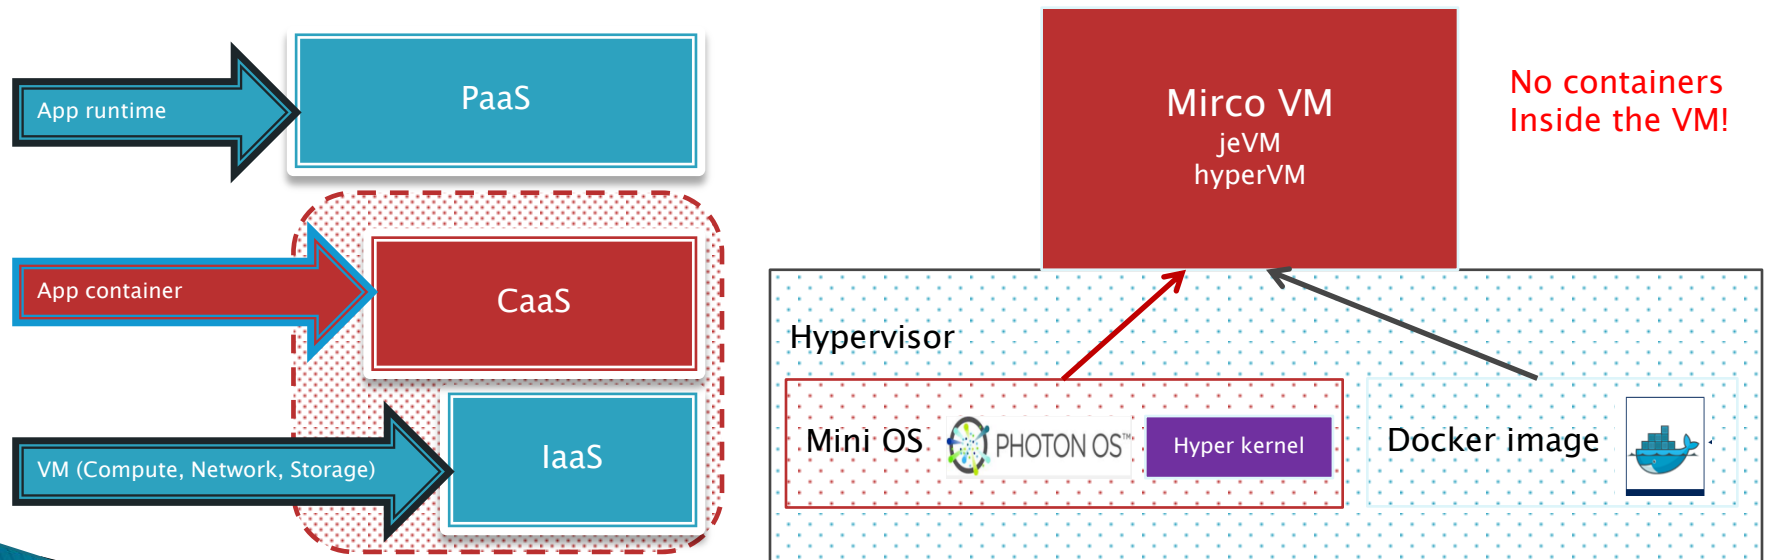 App runtime
PaaS
App container
CaaS
VM (Compute, Network, Storage)
IaaS
Mirco VM
jeVM
hyperVM
No containers
Inside the VM!
Hypervisor
Mini OS
PHOTON OS™
Hyper kernel
Docker image